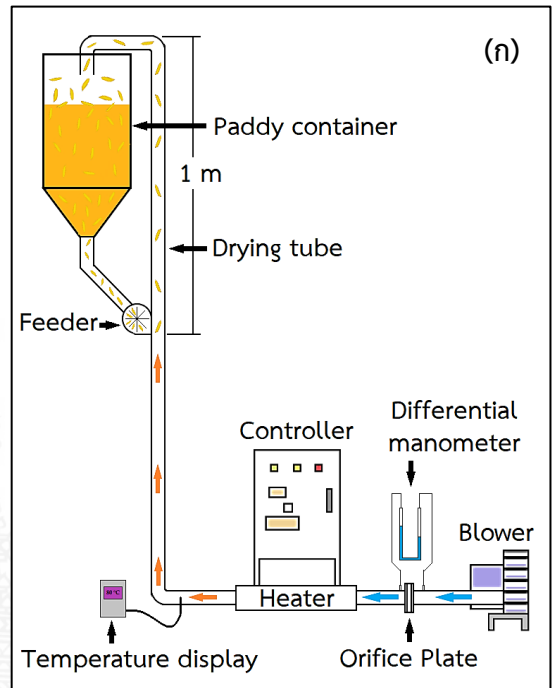 (ก)
Paddy container
1 m
Drying tube
Feeder
Differential
manometer
Controller
Blower
Heater
Temperature display
Orifice Plate